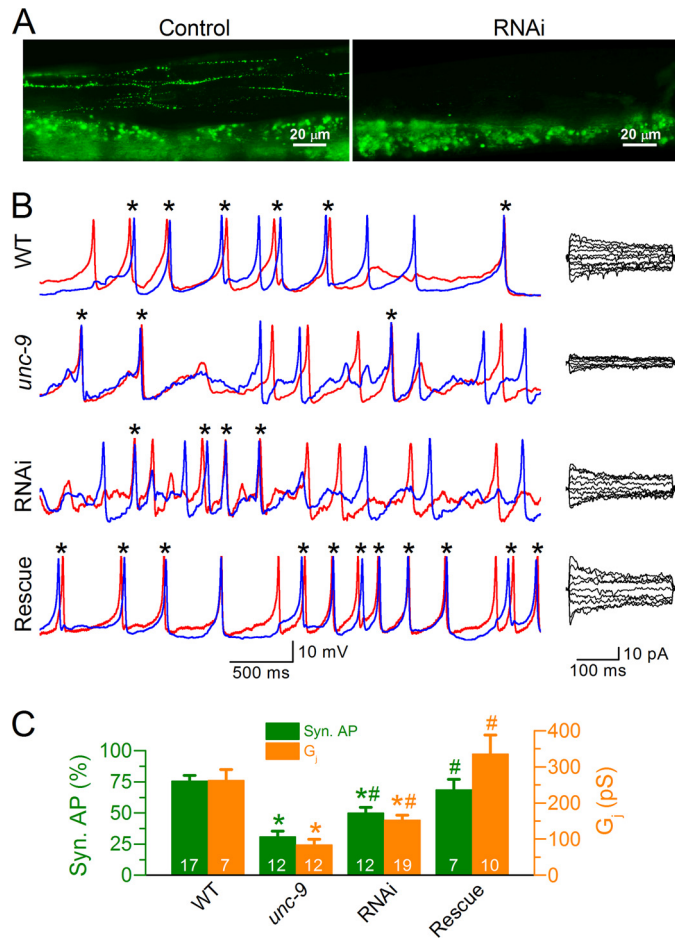 A
Control
RNAi
20 μm
20 μm
B
WT
* * * * * *
unc-9
* * *
RNAi
* * * *
Rescue
* * * * * * * * * *
10 mV
500 ms
10 pA
100 ms
C
Syn. AP
Gj
Syn. AP (%)
100
75
50
25
0
Gj (pS)
400
300
200
100
0
* *
*# *#
# #
17 7 12 12 12 19 7 10
WT
unc-9
RNAi
Rescue